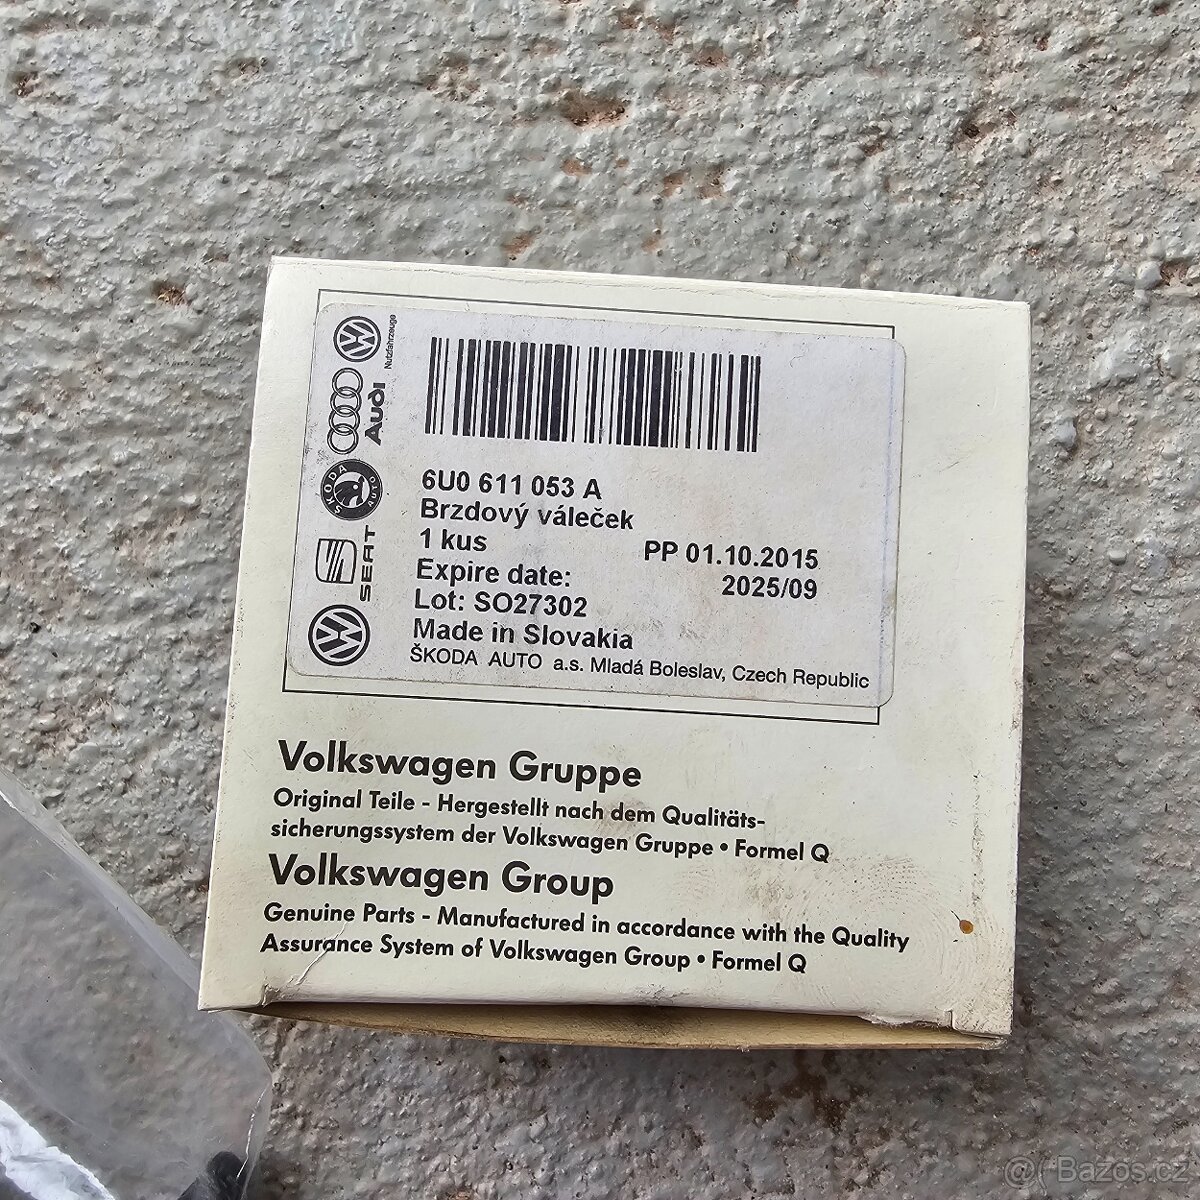 Nutzfahrzeuge
Audi
ŠKODA AUTO
SEAT
6U0 611 053 A
Brzdový váleček
1 kus PP 01.10.2015
Expire date: 2025/09
Lot: SO27302
Made in Slovakia
ŠKODA AUTO a.s. Mladá Boleslav, Czech Republic
Volkswagen Gruppe
Original Teile - Hergestellt nach dem Qualitäts-
sicherungssystem der Volkswagen Gruppe • Formel Q
Volkswagen Group
Genuine Parts - Manufactured in accordance with the Quality
Assurance System of Volkswagen Group • Formel Q
Bazos.cz